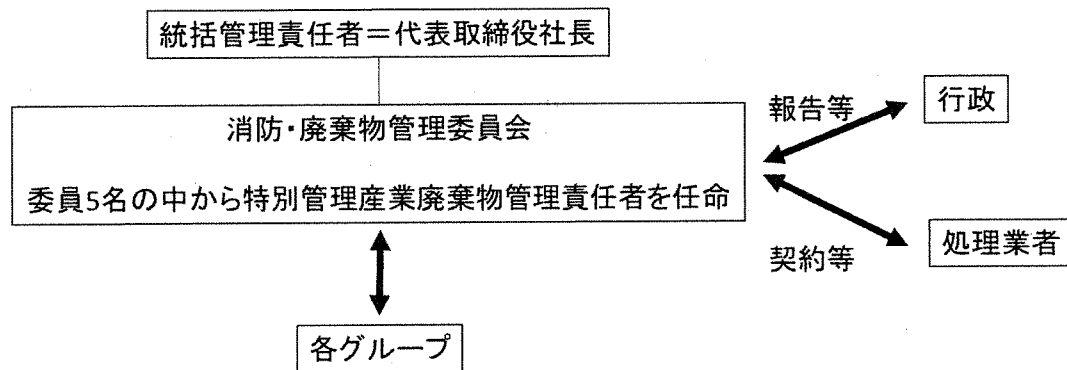 統括管理責任者＝代表取締役社長
消防・廃棄物管理委員会
委員5名の中から特別管理産業廃棄物管理責任者を任命
報告等
行政
契約等
処理業者
各グループ